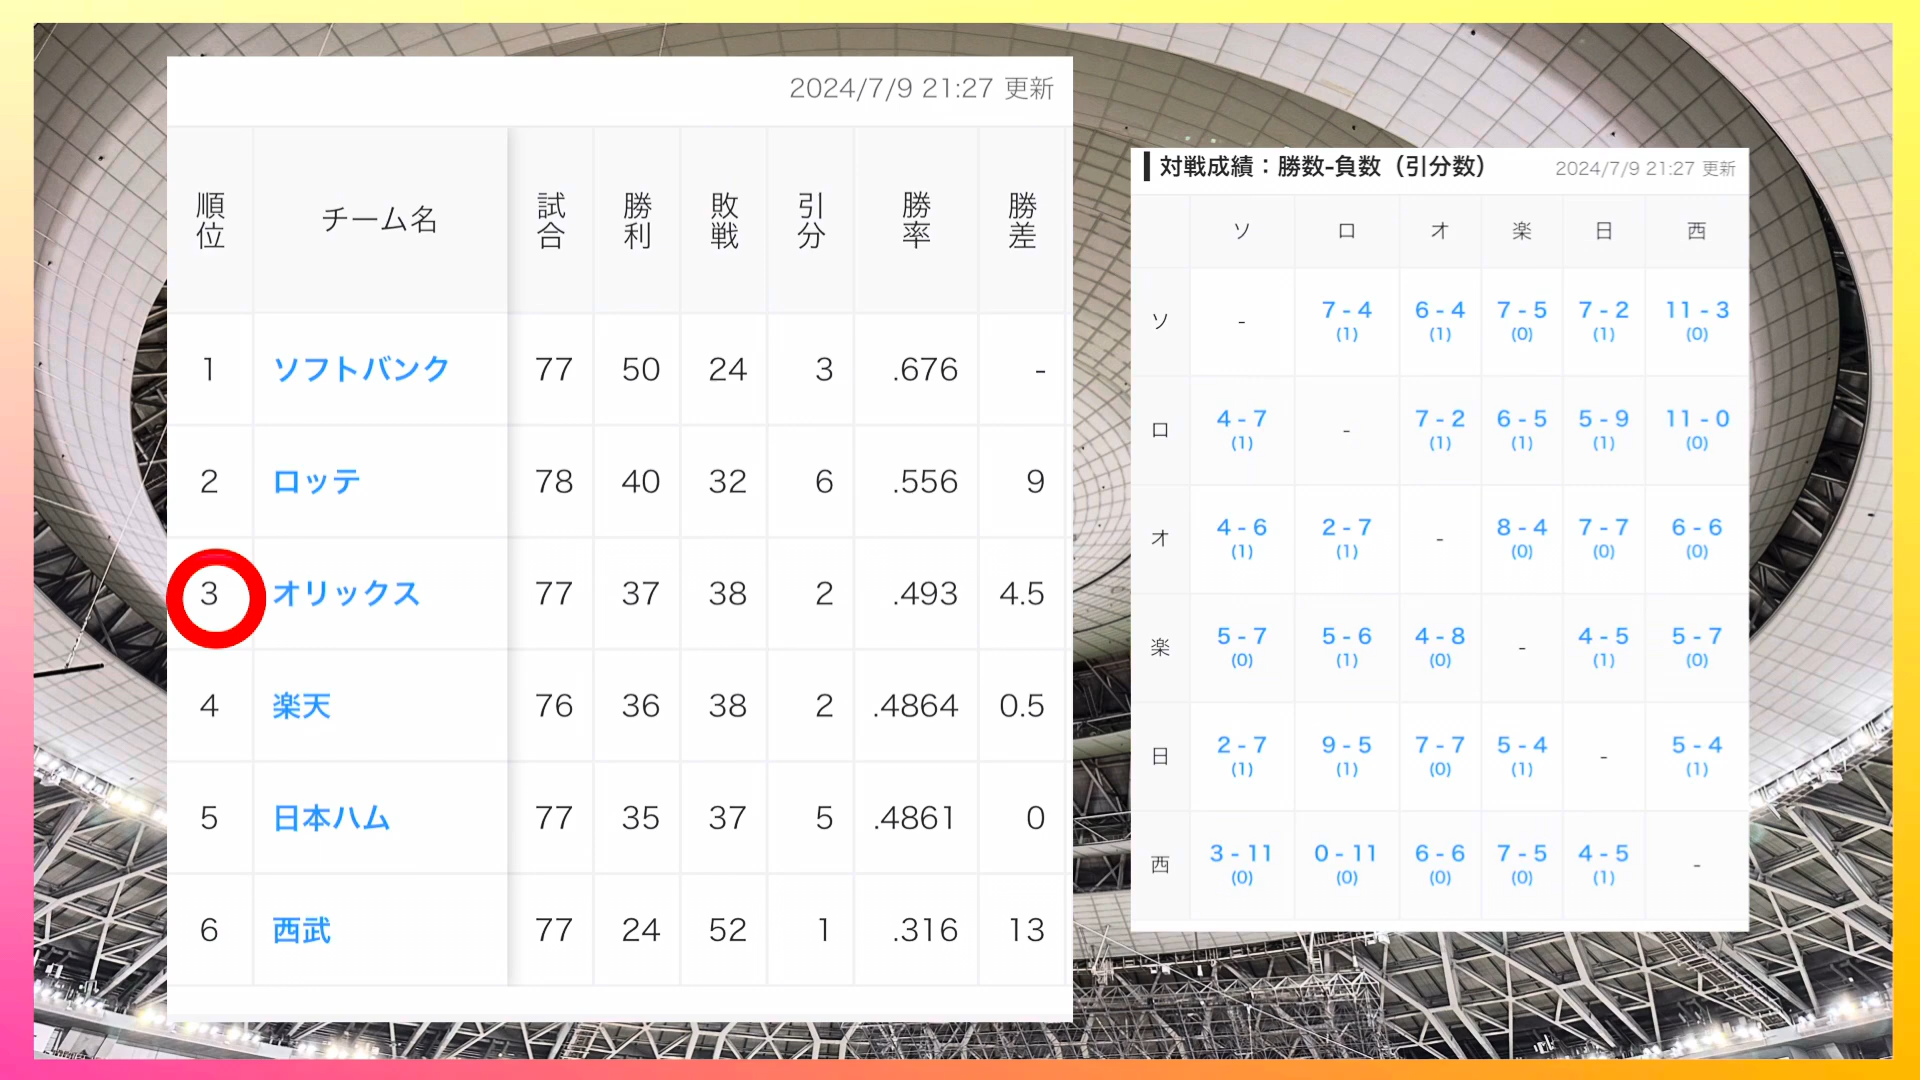 2024/7/9 21:27 更新
順位 チーム名 試合 勝利 敗戦 引分 勝率 勝差
1 ソフトバンク 77 50 24 3 .676 -
2 ロッテ 78 40 32 6 .556 9
3 オリックス 77 37 38 2 .493 4.5
4 楽天 76 36 38 2 .4864 0.5
5 日本ハム 77 35 37 5 .4861 0
6 西武 77 24 52 1 .316 13
対戦成績：勝数-負数（引分数） 2024/7/9 21:27 更新
ソ ロ オ 楽 日 西
ソ - 7 - 4 6 - 4 7 - 5 7 - 2 11 - 3
(1) (1) (0) (1) (0)
ロ 4 - 7 - 7 - 2 6 - 5 5 - 9 11 - 0
(1) (1) (1) (1) (0)
オ 4 - 6 2 - 7 - 8 - 4 7 - 7 6 - 6
(1) (1) (0) (0) (0)
楽 5 - 7 5 - 6 4 - 8 - 4 - 5 5 - 7
(0) (1) (0) (1) (0)
日 2 - 7 9 - 5 7 - 7 5 - 4 - 5 - 4
(1) (1) (0) (1) (1)
西 3 - 11 0 - 11 6 - 6 7 - 5 4 - 5 -
(0) (0) (0) (0) (1)